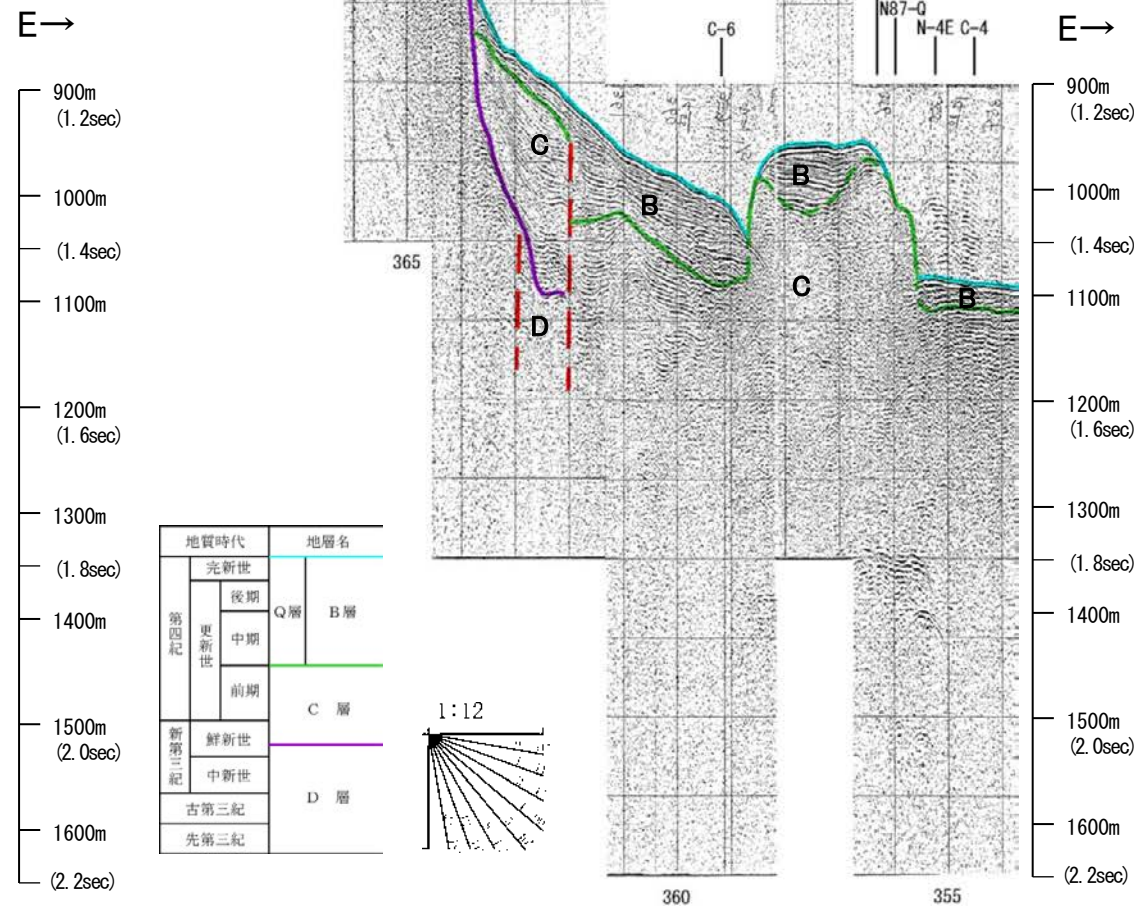 E→
900m
(1.2sec)
1000m
(1.4sec)
1100m
1200m
(1.6sec)
1300m
(1.8sec)
1400m
1500m
(2.0sec)
1600m
(2.2sec)
N87-Q
C-6
N-4E C-4
C
B
B
C
B
D
365
360
355
地質時代 地層名
第四紀
完新世
更新世
後期
中期
前期
Q層
B層
C 層
新第三紀
鮮新世
中新世
D 層
古第三紀
先第三紀
1:12
E→
900m
(1.2sec)
1000m
(1.4sec)
1100m
1200m
(1.6sec)
1300m
(1.8sec)
1400m
1500m
(2.0sec)
1600m
(2.2sec)